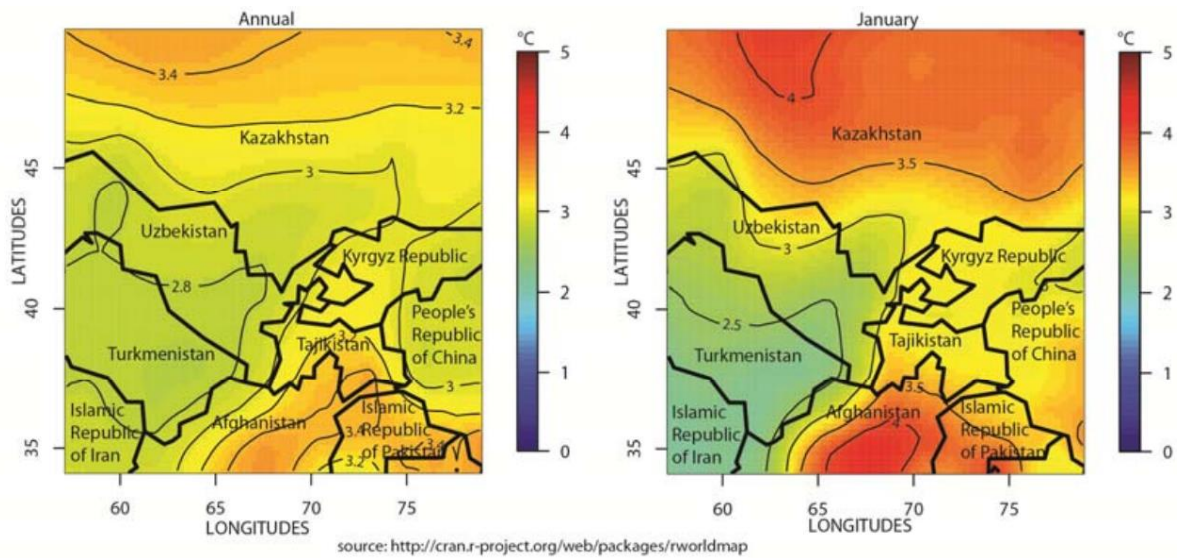 Annual
°C
5
4
3
2
1
0
3.4
3.4
3.2
Kazakhstan
3
Uzbekistan
Kyrgyz Republic
2.8
People's
Republic
of China
3
Tajikistan
Turkmenistan
3
Islamic
Republic
of Iran
Afghanistan
Islamic
Republic
of Pakistan
3.4
3.4
3.2
45
40
35
LATITUDES
60
65
70
75
LONGITUDES
January
°C
5
4
3
2
1
0
4
Kazakhstan
3.5
Uzbekistan
3
Kyrgyz Republic
3
People's
Republic
of China
2.5
Tajikistan
Turkmenistan
3.5
Islamic
Republic
of Iran
Afghanistan
4
Islamic
Republic
of Pakistan
45
40
35
LATITUDES
60
65
70
75
LONGITUDES
source: http://cran.r-project.org/web/packages/rworldmap